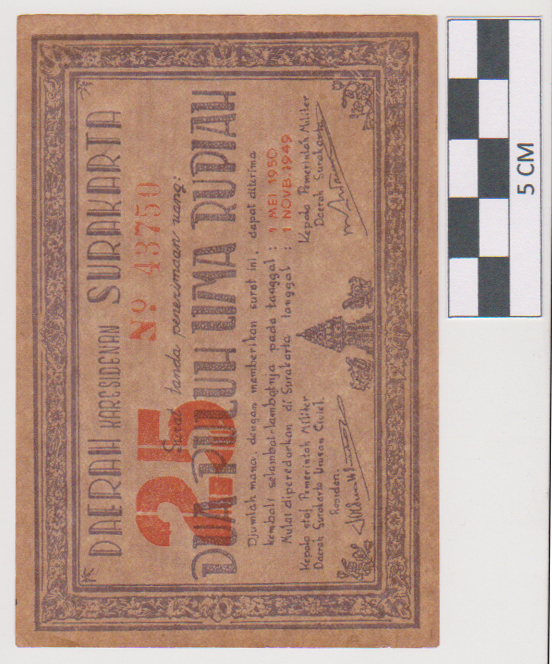 DAERAH KARESIDENAN SURAKARTA
Nº 43750
Surat tanda penerimaan uang:
25
DUA PULUH LIMA RUPIAH
Djumlah mana, dengan memberikan surat ini, dapat diterima
kembali selambat-lambatnja pada tanggal : 1 MEI 1950
Mulai diperedarkan di Surakarta tanggal : 1 NOVB. 1949
Kepala staf Pemerintah Militer
Daerah Surakarta Urusan Civiel.
Residen.
Kepala Pemerintah Militer
Daerah Surakarta
5 CM